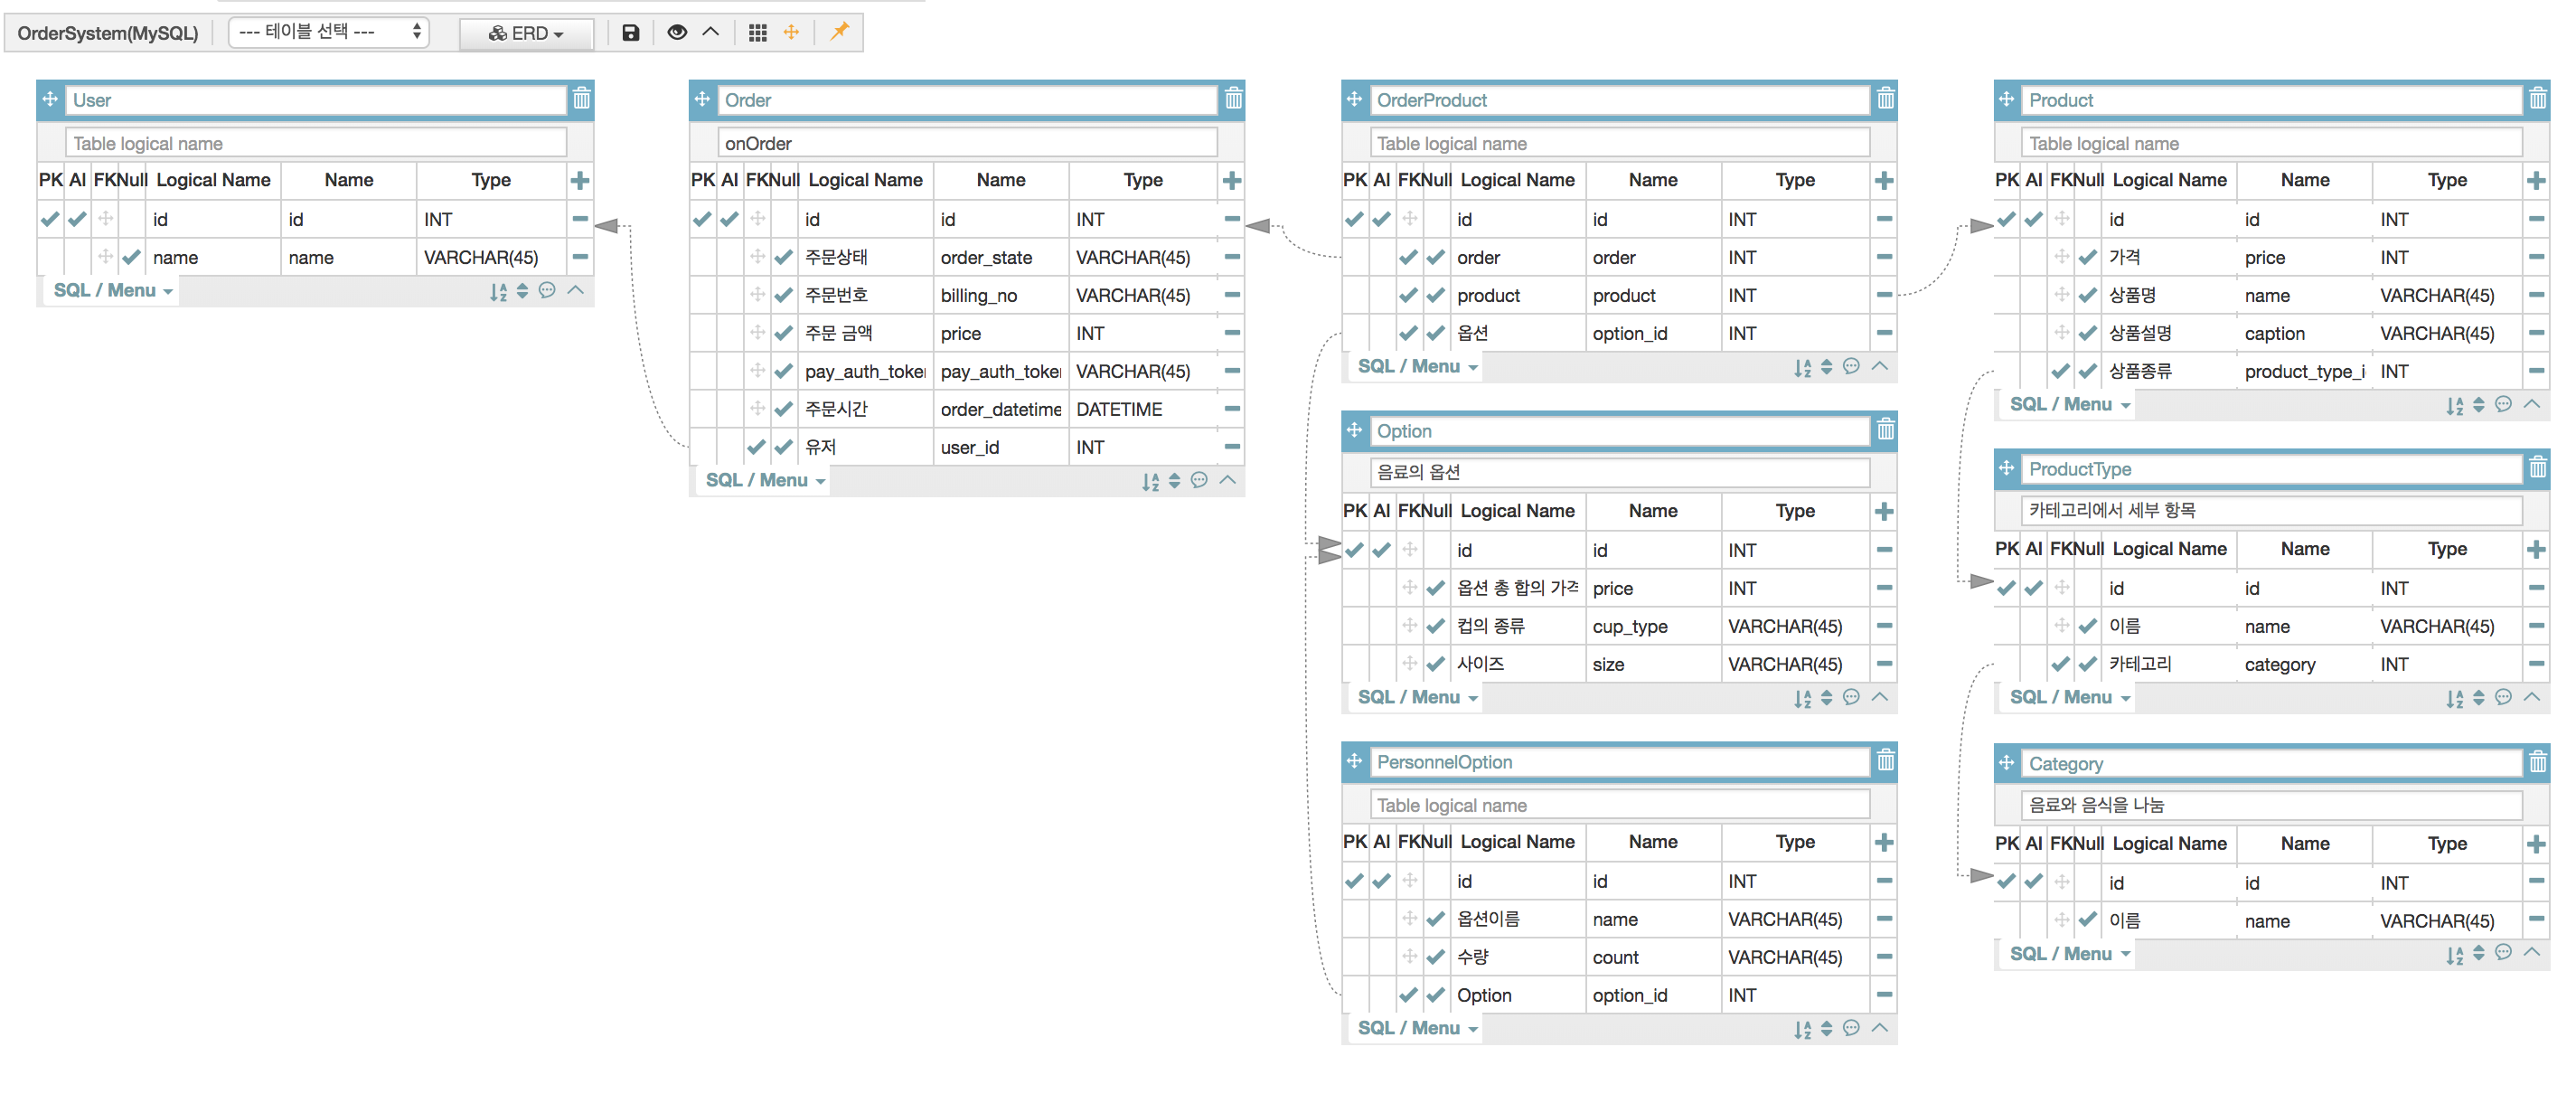 OrderSystem(MySQL) --- 테이블 선택 --- ERD
User
Table logical name
PK AI FK Null Logical Name Name Type
id id INT
name name VARCHAR(45)
SQL / Menu
Order
onOrder
PK AI FK Null Logical Name Name Type
id id INT
주문상태 order_state VARCHAR(45)
주문번호 billing_no VARCHAR(45)
주문 금액 price INT
pay_auth_token pay_auth_token VARCHAR(45)
주문시간 order_datetime DATETIME
유저 user_id INT
SQL / Menu
OrderProduct
Table logical name
PK AI FK Null Logical Name Name Type
id id INT
order order INT
product product INT
옵션 option_id INT
SQL / Menu
Option
음료의 옵션
PK AI FK Null Logical Name Name Type
id id INT
옵션 총 합의 가격 price INT
컵의 종류 cup_type VARCHAR(45)
사이즈 size VARCHAR(45)
SQL / Menu
PersonnelOption
Table logical name
PK AI FK Null Logical Name Name Type
id id INT
옵션이름 name VARCHAR(45)
수량 count VARCHAR(45)
Option option_id INT
SQL / Menu
Product
Table logical name
PK AI FK Null Logical Name Name Type
id id INT
가격 price INT
상품명 name VARCHAR(45)
상품설명 caption VARCHAR(45)
상품종류 product_type_i INT
SQL / Menu
ProductType
카테고리에서 세부 항목
PK AI FK Null Logical Name Name Type
id id INT
이름 name VARCHAR(45)
카테고리 category INT
SQL / Menu
Category
음료와 음식을 나눔
PK AI FK Null Logical Name Name Type
id id INT
이름 name VARCHAR(45)
SQL / Menu